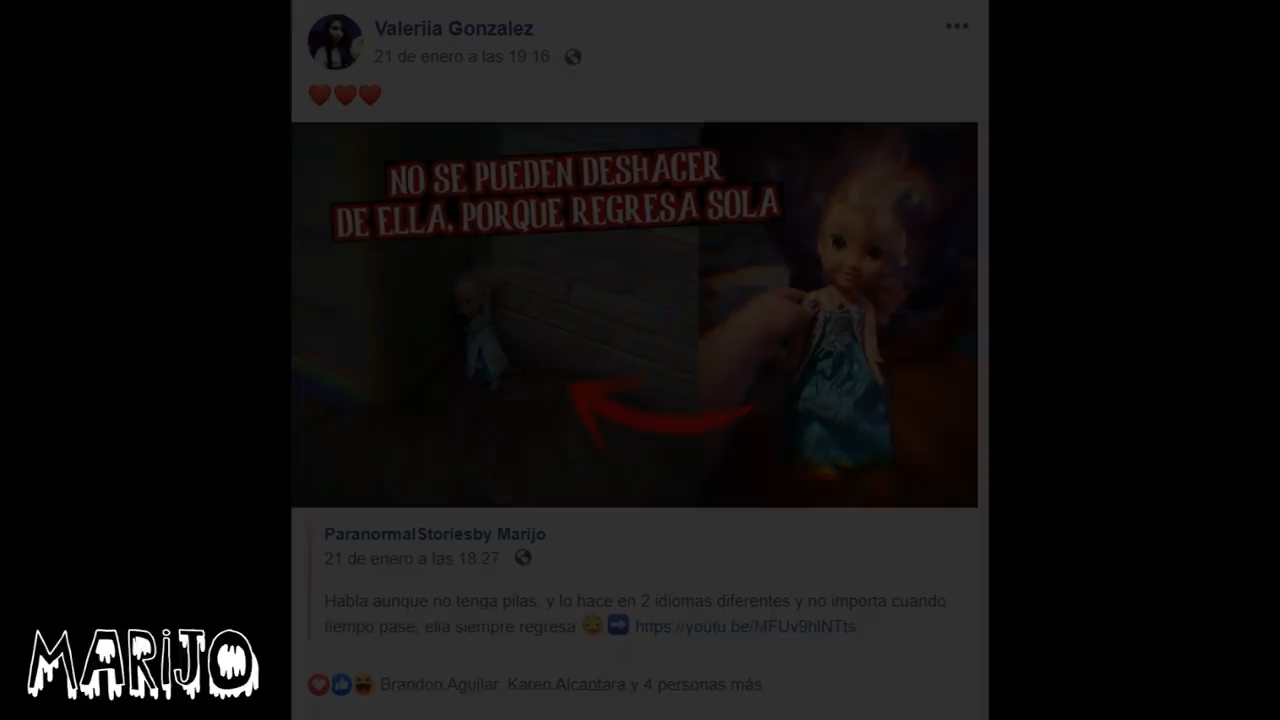 Valeriia Gonzalez
21 de enero a las 19:16
NO SE PUEDEN DESHACER
DE ELLA, PORQUE REGRESA SOLA
ParanormalStoriesby Marijo
21 de enero a las 18:27
Habla aunque no tenga pilas, y lo hace en 2 idiomas diferentes y no importa cuando
tiempo pase, ella siempre regresa 😌➡️ https://youtu.be/MFUv9hlNTts
Brandon Aguilar, Karen Alcantara y 4 personas más
MARIJO